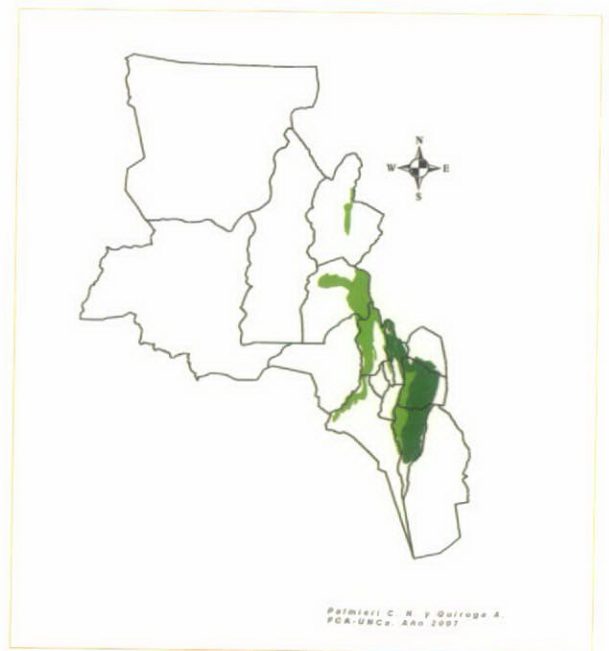 N
W E
S
Palmieri C. N. y Quiroga A.
FCA-UNCa. Año 2007